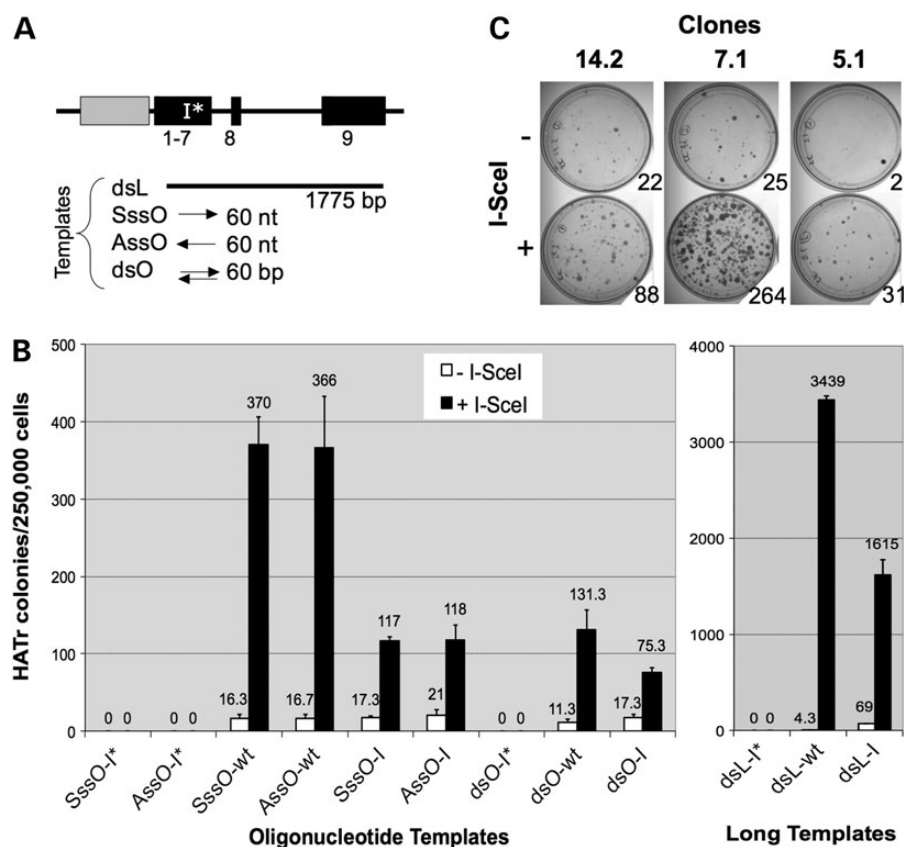 A
I*
1-7 8 9
Templates
dsL
1775 bp
SssO 60 nt
AssO 60 nt
dsO 60 bp
C
Clones
14.2 7.1 5.1
I-SceI
-
22 25 2
+
88 264 31
B
HATr colonies/250,000 cells
500
400
300
200
100
0
- I-SceI
+ I-SceI
0 0 0 0 16.3 370 16.7 366 17.3 117 21 118 0 0 11.3 131.3 17.3 75.3
SssO-I* AssO-I* SssO-wt AssO-wt SssO-I AssO-I dsO-I* dsO-wt dsO-I
Oligonucleotide Templates
4000
3000
2000
1000
0
0 0 4.3 3439 69 1615
dsL-I* dsL-wt dsL-I
Long Templates